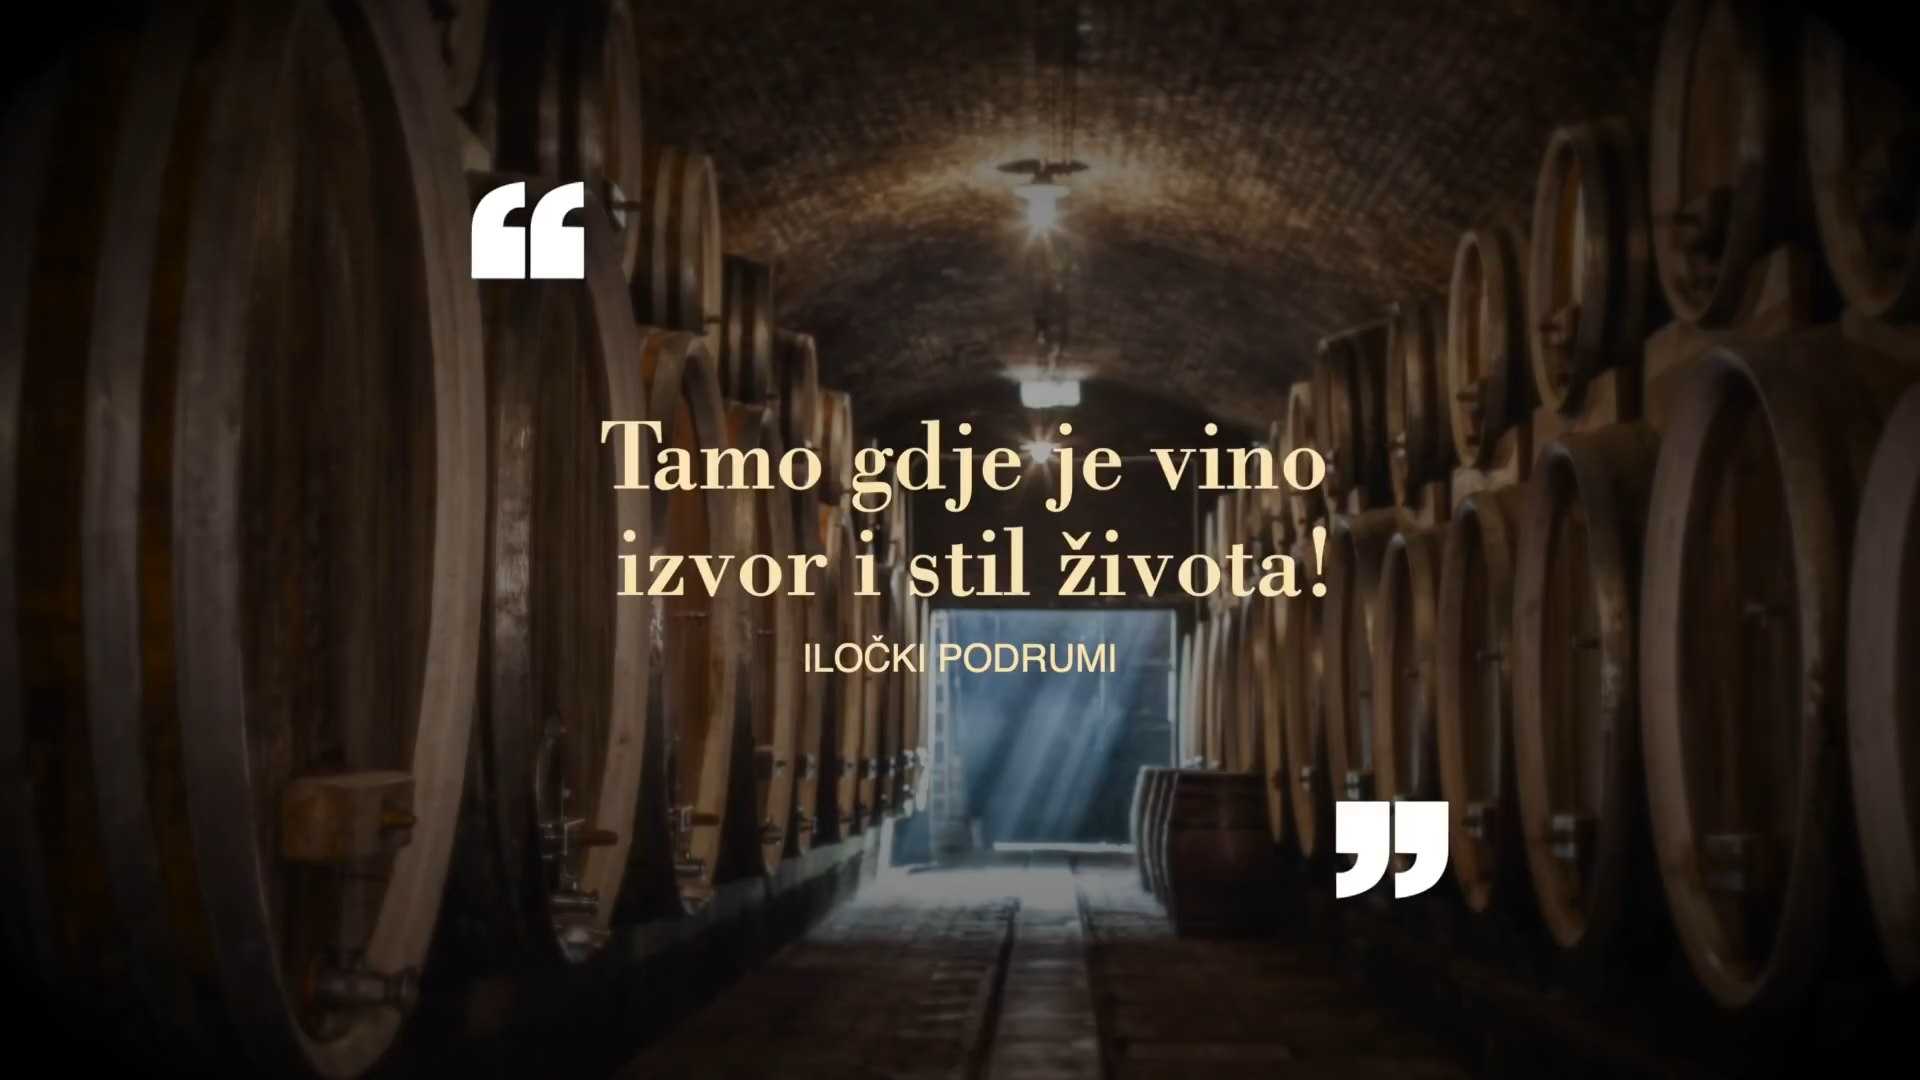 “
Tamo gdje je vino
izvor i stil života!
ILOČKI PODRUMI
”